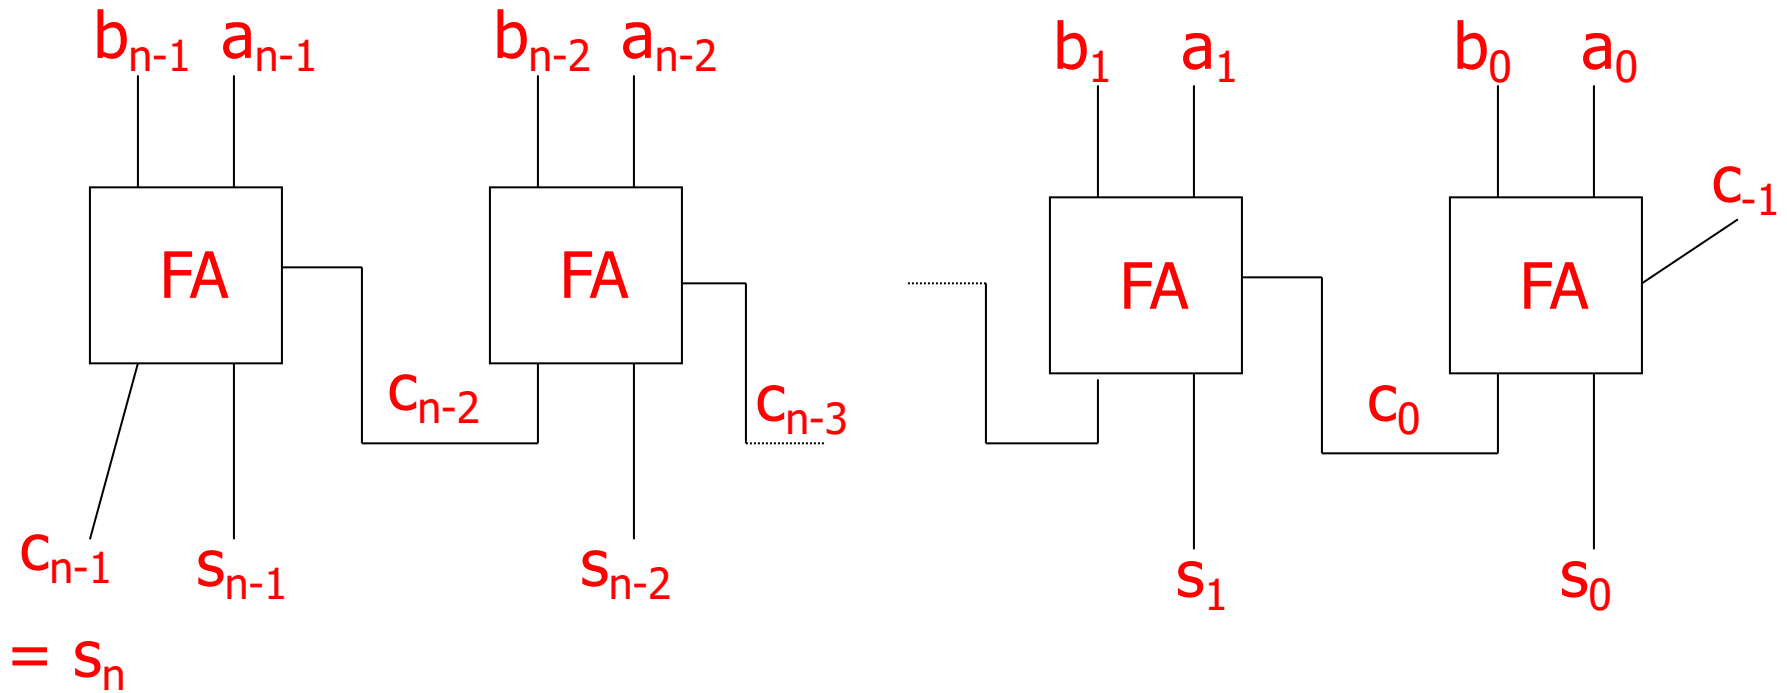 bₙ₋₁ aₙ₋₁ bₙ₋₂ aₙ₋₂ b₁ a₁ b₀ a₀
c₋₁
FA FA FA FA
cₙ₋₂ cₙ₋₃ c₀
cₙ₋₁ sₙ₋₁ sₙ₋₂ s₁ s₀
= sₙ